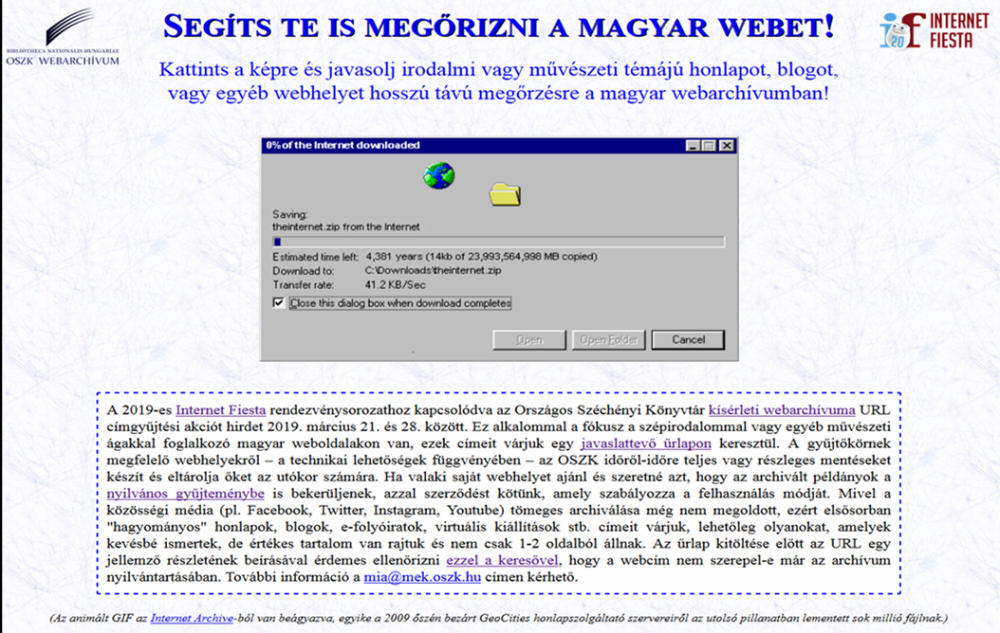 BIBLIOTHECA NATIONALIS HUNGARIAE
OSZK WEBARCHÍVUM
SEGÍTS TE IS MEGŐRIZNI A MAGYAR WEBET!
if 20
INTERNET
FIESTA
Kattints a képre és javasolj irodalmi vagy művészeti témájú honlapot, blogot,
vagy egyéb webhelyet hosszú távú megőrzésre a magyar webarchívumban!
0% of the Internet downloaded
Saving:
theinternet.zip from the Internet
Estimated time left: 4,381 years (14kb of 23,993,564,998 MB copied)
Download to: C:\Downloads\theinternet.zip
Transfer rate: 41.2 KB/Sec
Close this dialog box when download completes
Open Open Folder Cancel
A 2019-es Internet Fiesta rendezvénysorozathoz kapcsolódva az Országos Széchényi Könyvtár kísérleti webarchívuma URL
címgyűjtési akciót hirdet 2019. március 21. és 28. között. Ez alkalommal a fókusz a szépirodalommal vagy egyéb művészeti
ágakkal foglalkozó magyar weboldalakon van, ezek címeit várjuk egy javaslattevő űrlapon keresztül. A gyűjtőkörnek
megfelelő webhelyekről – a technikai lehetőségek függvényében – az OSZK időről-időre teljes vagy részleges mentéseket
készít és eltárolja őket az utókor számára. Ha valaki saját webhelyet ajánl és szeretné azt, hogy az archivált példányok a
nyilvános gyűjteménybe is bekerüljenek, azzal szerződést kötünk, amely szabályozza a felhasználás módját. Mivel a
közösségi média (pl. Facebook, Twitter, Instagram, Youtube) tömeges archiválása még nem megoldott, ezért elsősorban
"hagyományos" honlapok, blogok, e-folyóiratok, virtuális kiállítások stb. címeit várjuk, lehetőleg olyanokat, amelyek
kevésbé ismertek, de értékes tartalom van rajtuk és nem csak 1-2 oldalból állnak. Az űrlap kitöltése előtt az URL egy
jellemző részletének beírásával érdemes ellenőrizni ezzel a keresővel, hogy a webcím nem szerepel-e már az archívum
nyilvántartásában. További információ a mia@mek.oszk.hu címen kérhető.
(Az animált GIF az Internet Archive-ból van beágyazva, egyike a 2009 őszén bezárt GeoCities honlapszolgáltató szervereiről az utolsó pillanatban lementett sok millió fájlnak.)